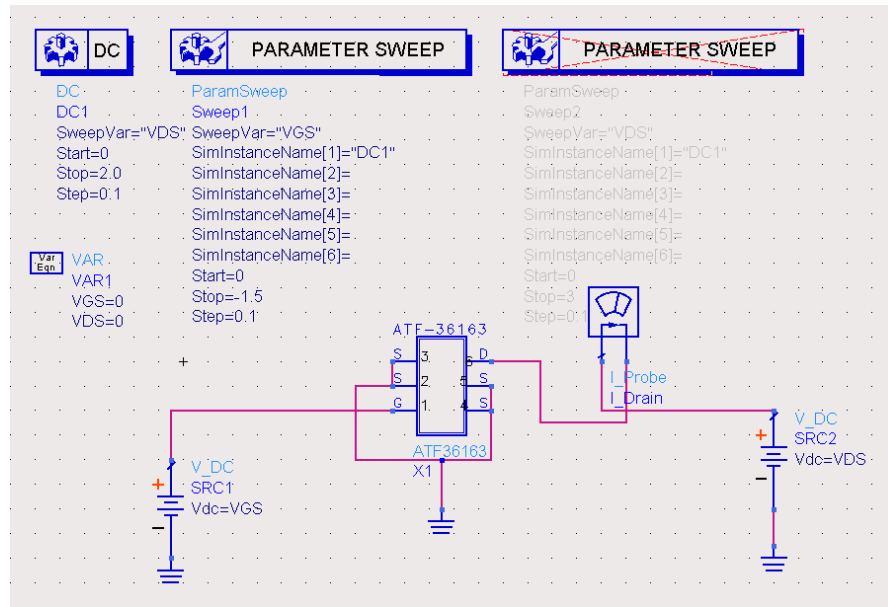 DC
PARAMETER SWEEP
PARAMETER SWEEP
DC
DC1
SweepVar="VDS"
Start=0
Stop=2.0
Step=0.1
ParamSweep
Sweep1
SweepVar="VGS"
SimInstanceName[1]="DC1"
SimInstanceName[2]=
SimInstanceName[3]=
SimInstanceName[4]=
SimInstanceName[5]=
SimInstanceName[6]=
Start=0
Stop=-1.5
Step=0.1
ParamSweep
Sweep2
SweepVar="VDS"
SimInstanceName[1]="DC1"
SimInstanceName[2]=
SimInstanceName[3]=
SimInstanceName[4]=
SimInstanceName[5]=
SimInstanceName[6]=
Start=0
Stop=3
Var
Eqn
VAR
VAR1
VGS=0
VDS=0
ATF-36163
S 3 6 D
S 2 5 S
G 1 4 S
ATF36163
X1
I_Probe
I_Drain
V_DC
SRC1
Vdc=VGS
V_DC
SRC2
Vdc=VDS